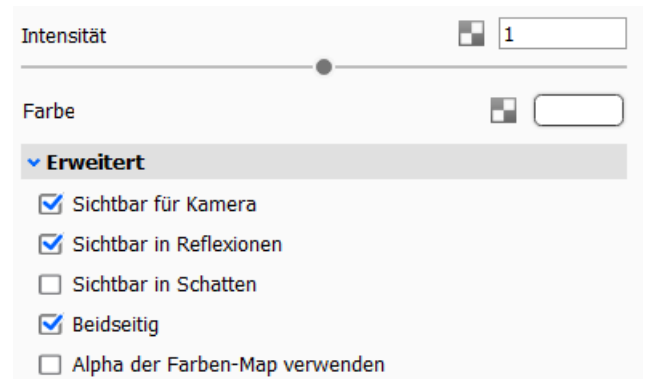 Intensität 1
Farbe
Erweitert
Sichtbar für Kamera
Sichtbar in Reflexionen
Sichtbar in Schatten
Beidseitig
Alpha der Farben-Map verwenden